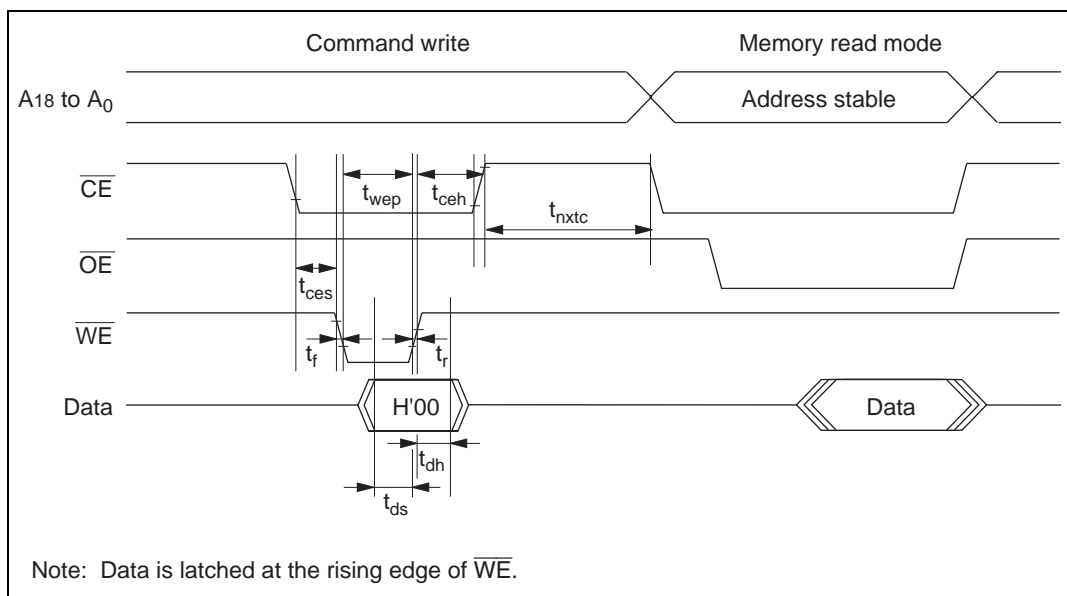 Command write
Memory read mode
A18 to A0
Address stable
CE
twep
tceh
tnxtc
OE
tces
WE
tf
tr
Data
H'00
Data
tdh
tds
Note: Data is latched at the rising edge of WE.